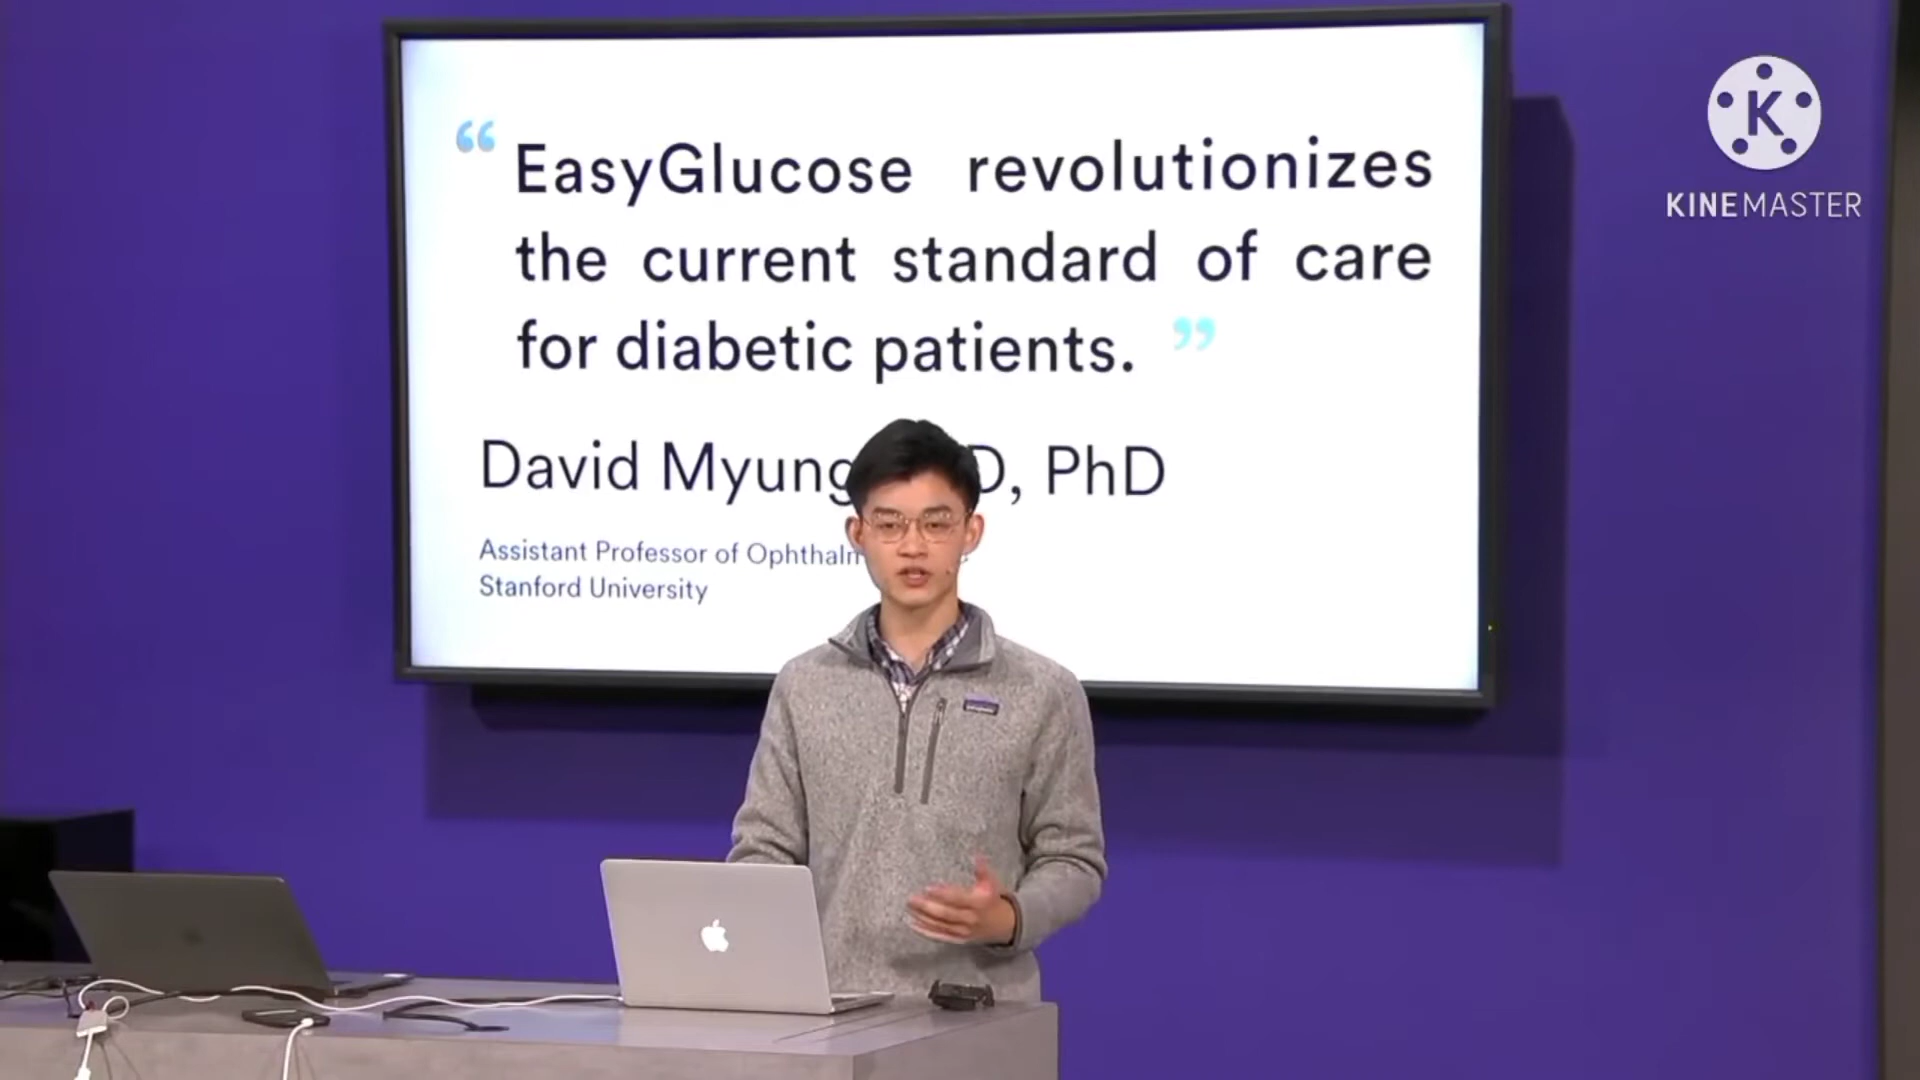 “ EasyGlucose revolutionizes
the current standard of care
for diabetic patients. ”
David Myung D, PhD
Assistant Professor of
Stanford University
K
KINEMASTER